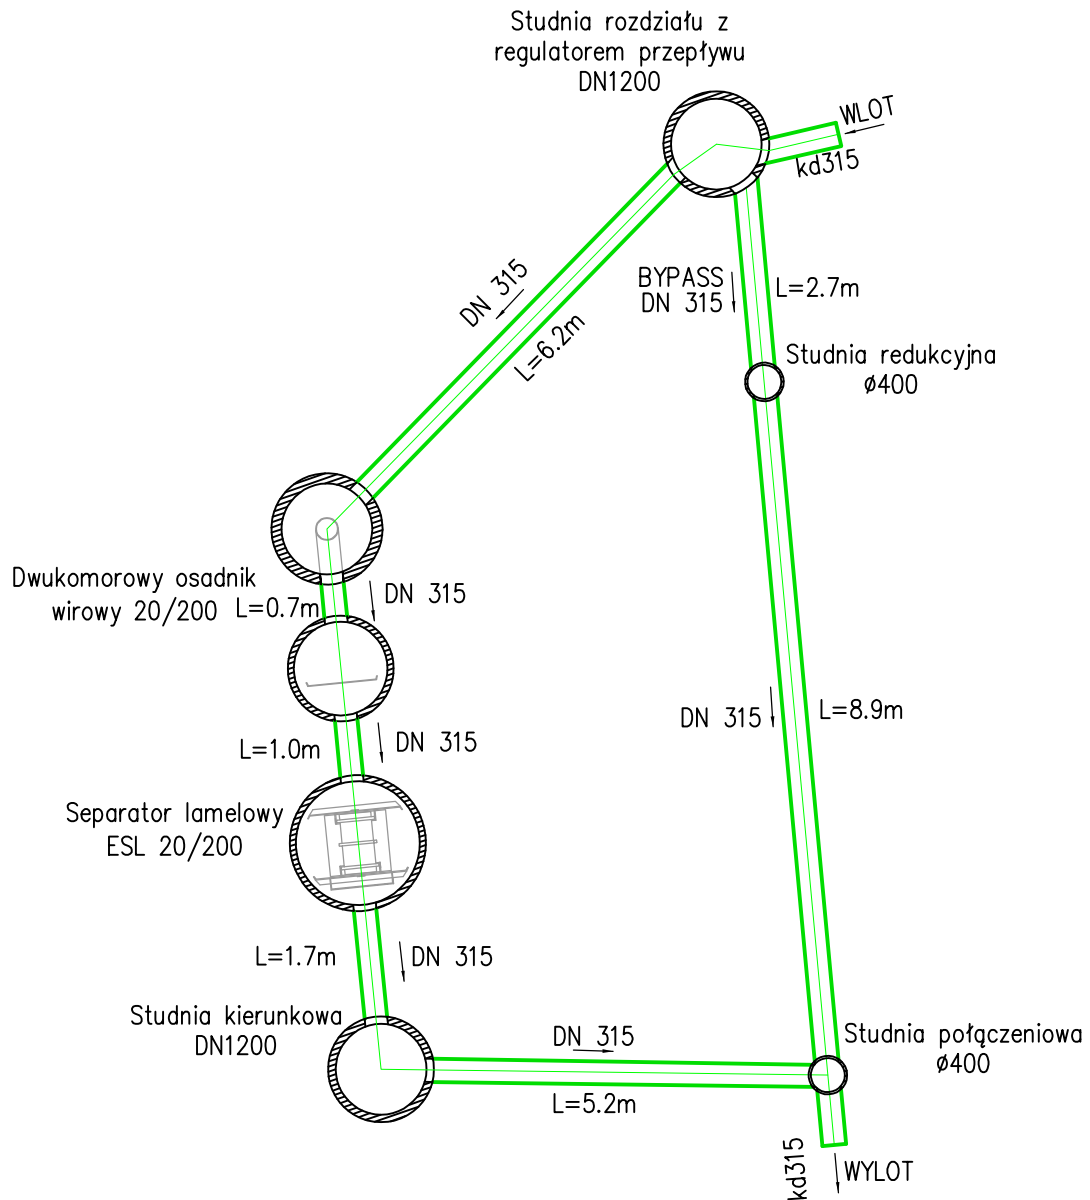 Studnia rozdziału z
regulatorem przepływu
DN1200
WLOT
kd315
DN 315
L=6.2m
BYPASS
DN 315
L=2.7m
Studnia redukcyjna
ø400
Dwukomorowy osadnik
wirowy 20/200
L=0.7m
DN 315
L=1.0m
DN 315
DN 315
L=8.9m
Separator lamelowy
ESL 20/200
L=1.7m
DN 315
Studnia kierunkowa
DN1200
DN 315
L=5.2m
Studnia połączeniowa
ø400
kd315
WYLOT